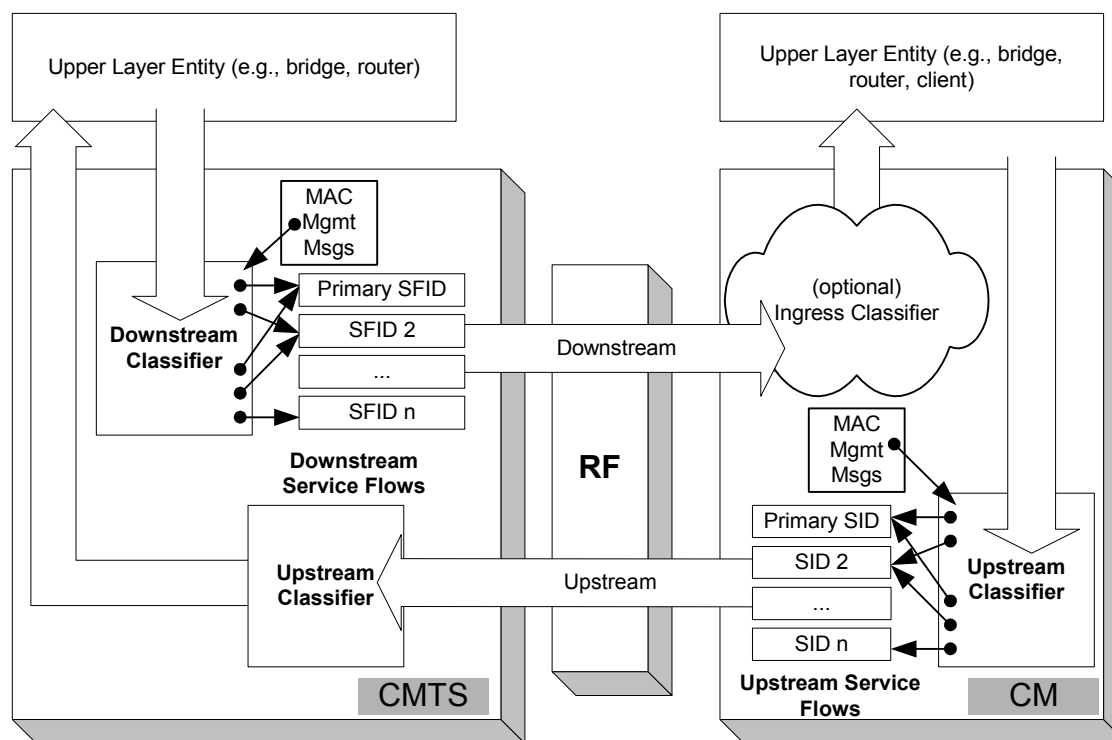 Upper Layer Entity (e.g., bridge, router)
Upper Layer Entity (e.g., bridge,
router, client)
MAC
Mgmt
Msgs
Downstream
Classifier
Primary SFID
SFID 2
...
SFID n
Downstream
Service Flows
Downstream
RF
(optional)
Ingress Classifier
MAC
Mgmt
Msgs
Primary SID
SID 2
...
SID n
Upstream
Classifier
Upstream Service
Flows
Upstream
Upstream
Classifier
CMTS
CM